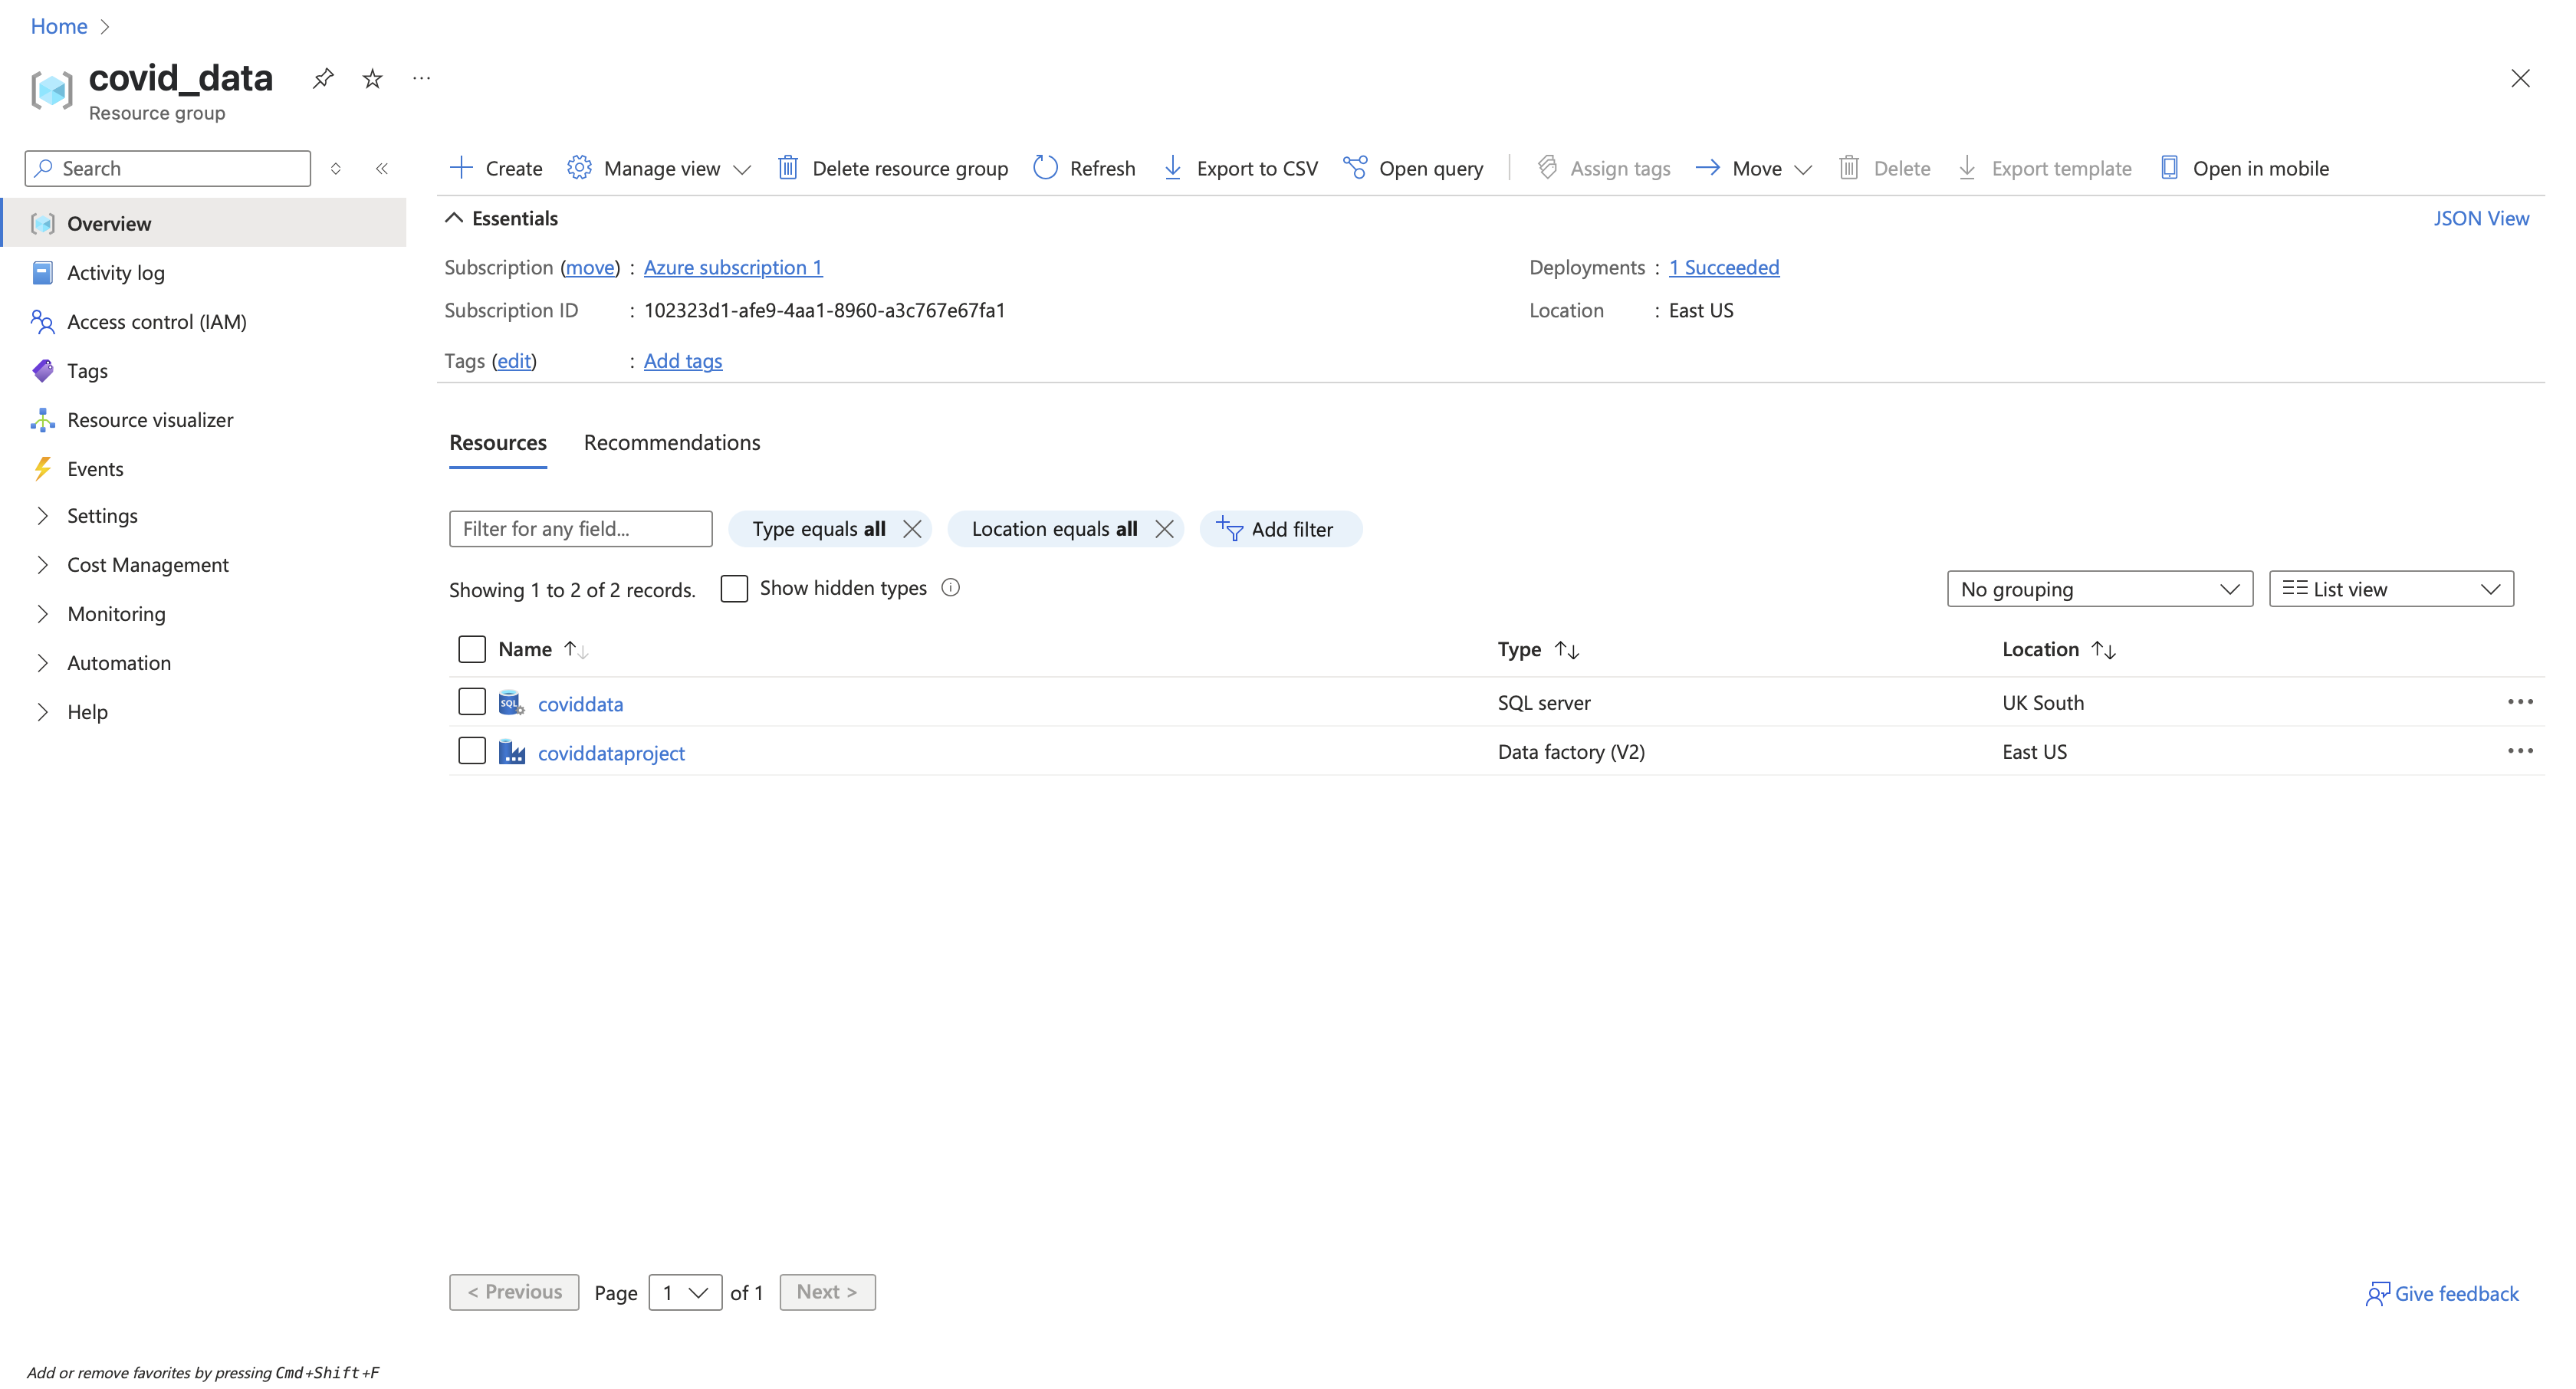 Home
covid_data
Resource group
Search
Create Manage view Delete resource group Refresh Export to CSV Open query Assign tags Move Delete Export template Open in mobile
Overview
Activity log
Access control (IAM)
Tags
Resource visualizer
Events
Settings
Cost Management
Monitoring
Automation
Help
Essentials JSON View
Subscription (move) : Azure subscription 1 Deployments : 1 Succeeded
Subscription ID : 102323d1-afe9-4aa1-8960-a3c767e67fa1 Location : East US
Tags (edit) : Add tags
Resources Recommendations
Filter for any field... Type equals all Location equals all Add filter
Showing 1 to 2 of 2 records. Show hidden types No grouping List view
Name Type Location
SQL coviddata SQL server UK South
coviddataproject Data factory (V2) East US
< Previous Page 1 of 1 Next > Give feedback
Add or remove favorites by pressing Cmd+Shift+F